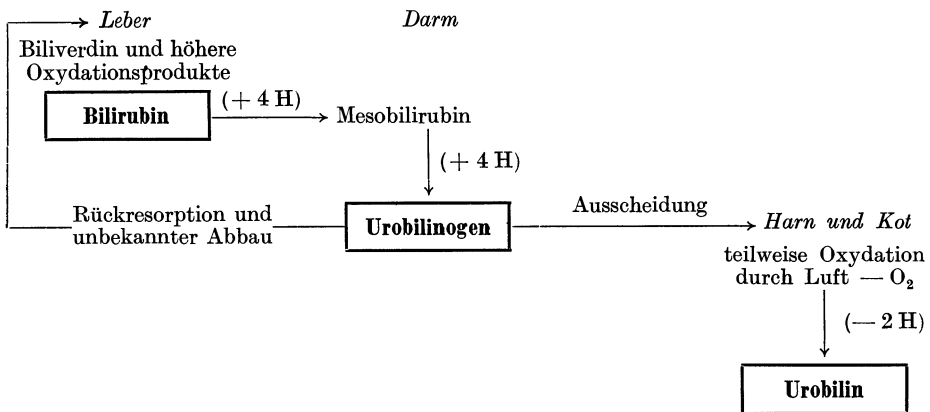 Leber
Darm
Biliverdin und höhere
Oxydationsprodukte
Bilirubin
(+ 4 H)
Mesobilirubin
(+ 4 H)
Rückresorption und
unbekannter Abbau
Urobilinogen
Ausscheidung
Harn und Kot
teilweise Oxydation
durch Luft — O₂
(— 2 H)
Urobilin